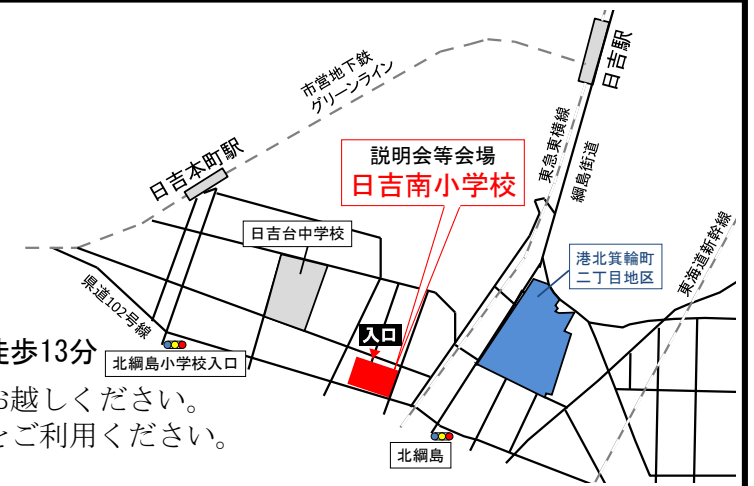 市営地下鉄
グリーンライン
日吉駅
日吉本町駅
説明会等会場
日吉南小学校
東急東横線
綱島街道
日吉台中学校
港北箕輪町
二丁目地区
東海道新幹線
県道102号線
入口
徒歩13分
北綱島小学校入口
お越しください。
をご利用ください。
北綱島